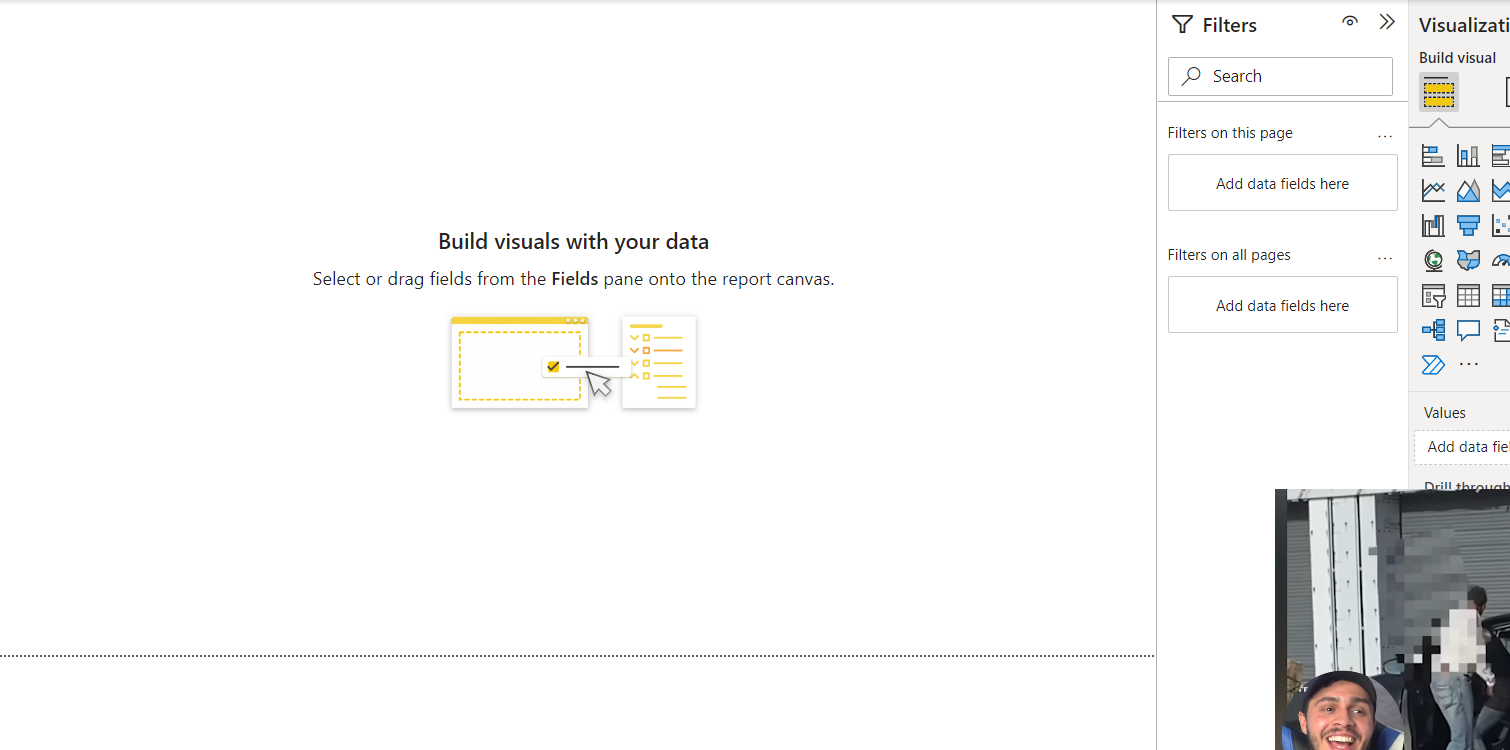 Filters
Visualizati
Build visual
Search
Filters on this page
...
Add data fields here
Build visuals with your data
Select or drag fields from the Fields pane onto the report canvas.
Filters on all pages
...
Add data fields here
...
Values
Add data fiel
Drill through